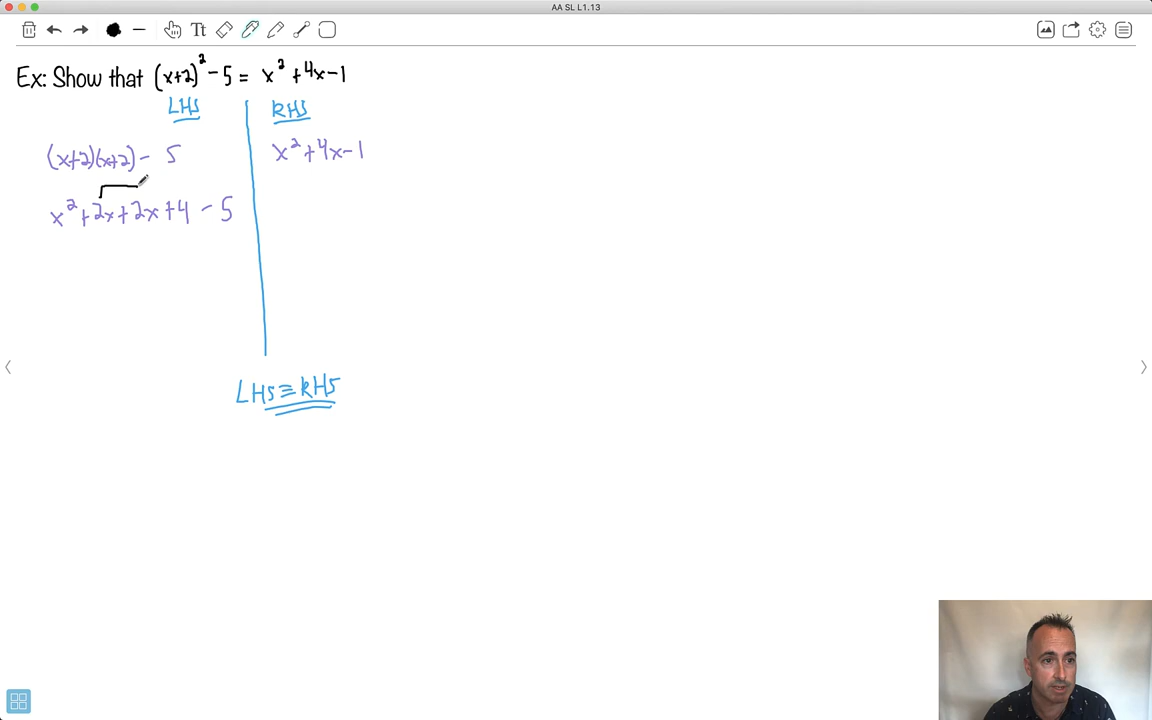 AA SL L1.13
Tt
Ex: Show that (x+2)² - 5 = x² + 4x - 1
LHS
RHS
(x+2)(x+2) - 5
x² + 4x - 1
x² + 2x + 2x + 4 - 5
LHS ≡ RHS